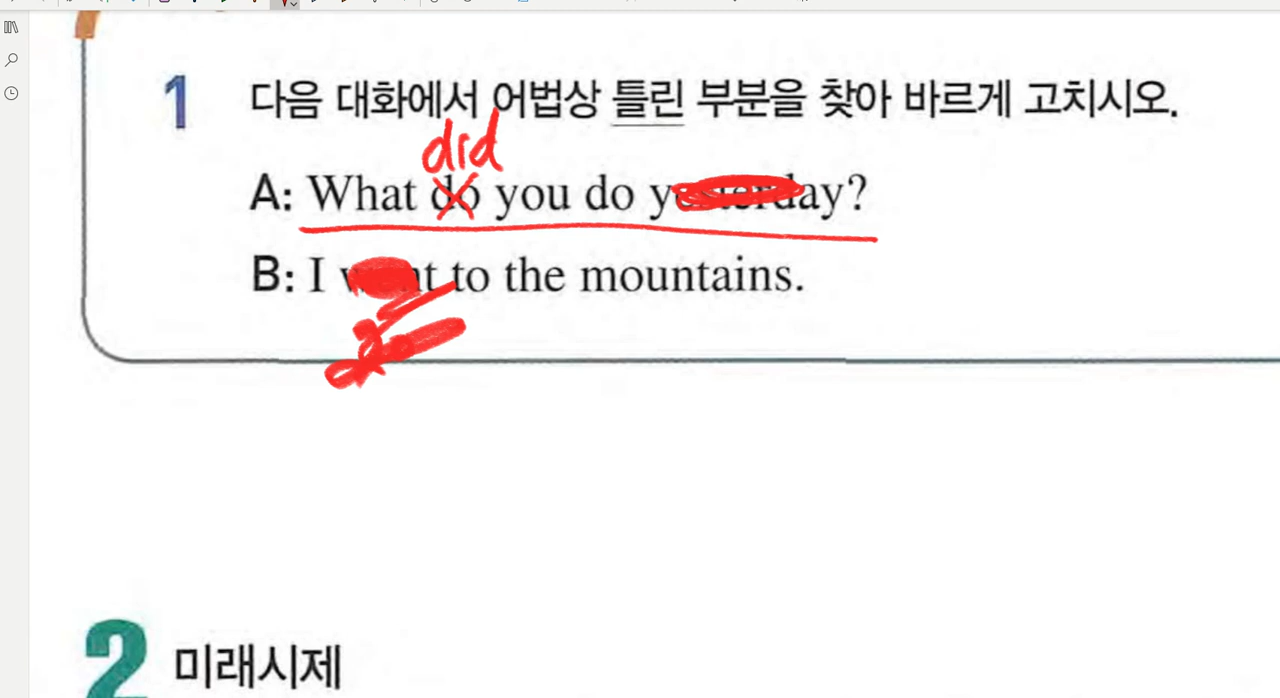 1 다음 대화에서 어법상 틀린 부분을 찾아 바르게 고치시오.
did
A: What do you do yesterday?
B: I to the mountains.
2 미래시제